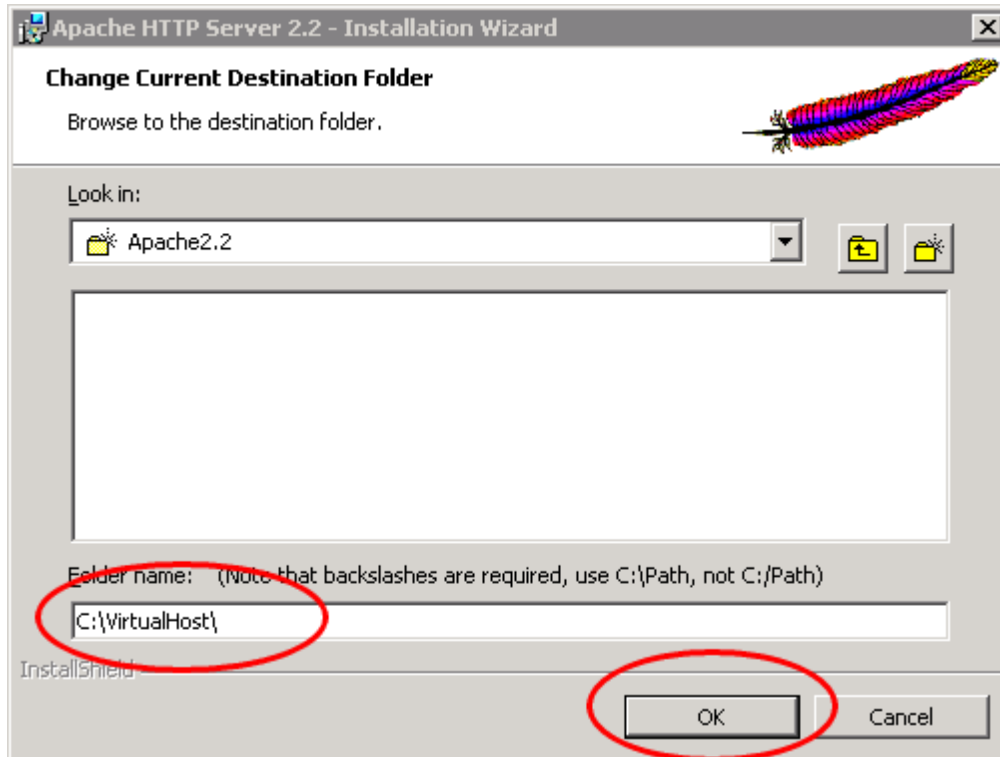 Apache HTTP Server 2.2 - Installation Wizard
Change Current Destination Folder
Browse to the destination folder.
Look in:
Apache2.2
Folder name: (Note that backslashes are required, use C:\Path, not C:/Path)
C:\VirtualHost\
InstallShield
OK Cancel